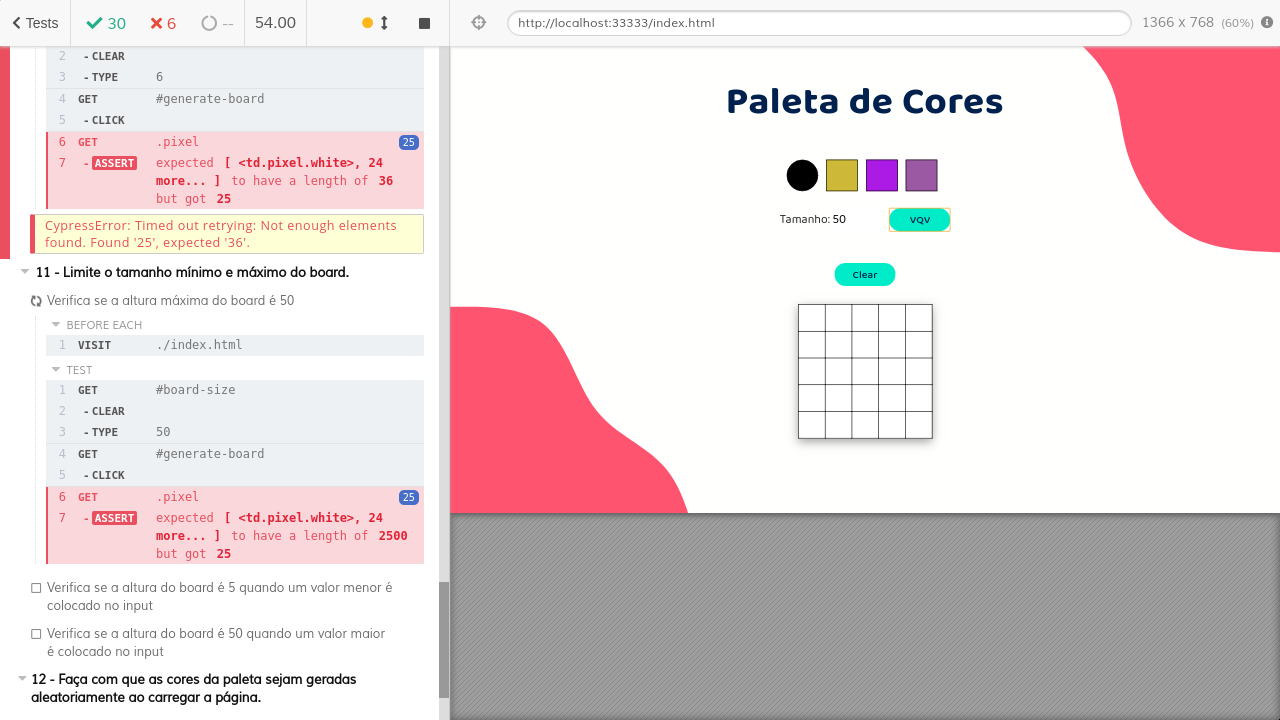 Tests
30
6
--
54.00
http://localhost:33333/index.html
1366 x 768 (60%)
2 - CLEAR
3 - TYPE 6
4 GET #generate-board
5 - CLICK
6 GET .pixel 25
7 - ASSERT expected [ <td.pixel.white>, 24
more... ] to have a length of 36
but got 25
CypressError: Timed out retrying: Not enough elements
found. Found '25', expected '36'.
11 - Limite o tamanho mínimo e máximo do board.
Verifica se a altura máxima do board é 50
BEFORE EACH
1 VISIT ./index.html
TEST
1 GET #board-size
2 - CLEAR
3 - TYPE 50
4 GET #generate-board
5 - CLICK
6 GET .pixel 25
7 - ASSERT expected [ <td.pixel.white>, 24
more... ] to have a length of 2500
but got 25
Verifica se a altura do board é 5 quando um valor menor é
colocado no input
Verifica se a altura do board é 50 quando um valor maior
é colocado no input
12 - Faça com que as cores da paleta sejam geradas
aleatoriamente ao carregar a página.
Paleta de Cores
Tamanho: 50 VQV
Clear